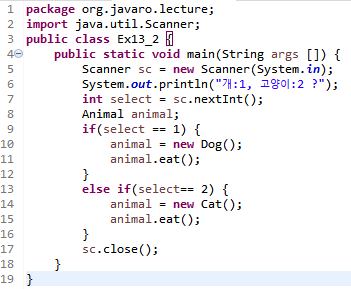 1 package org.javaro.lecture;
2 import java.util.Scanner;
3 public class Ex13_2 {
4 public static void main(String args []) {
5 Scanner sc = new Scanner(System.in);
6 System.out.println("개:1, 고양이:2 ?");
7 int select = sc.nextInt();
8 Animal animal;
9 if(select == 1) {
10 animal = new Dog();
11 animal.eat();
12 }
13 else if(select== 2) {
14 animal = new Cat();
15 animal.eat();
16 }
17 sc.close();
18 }
19 }